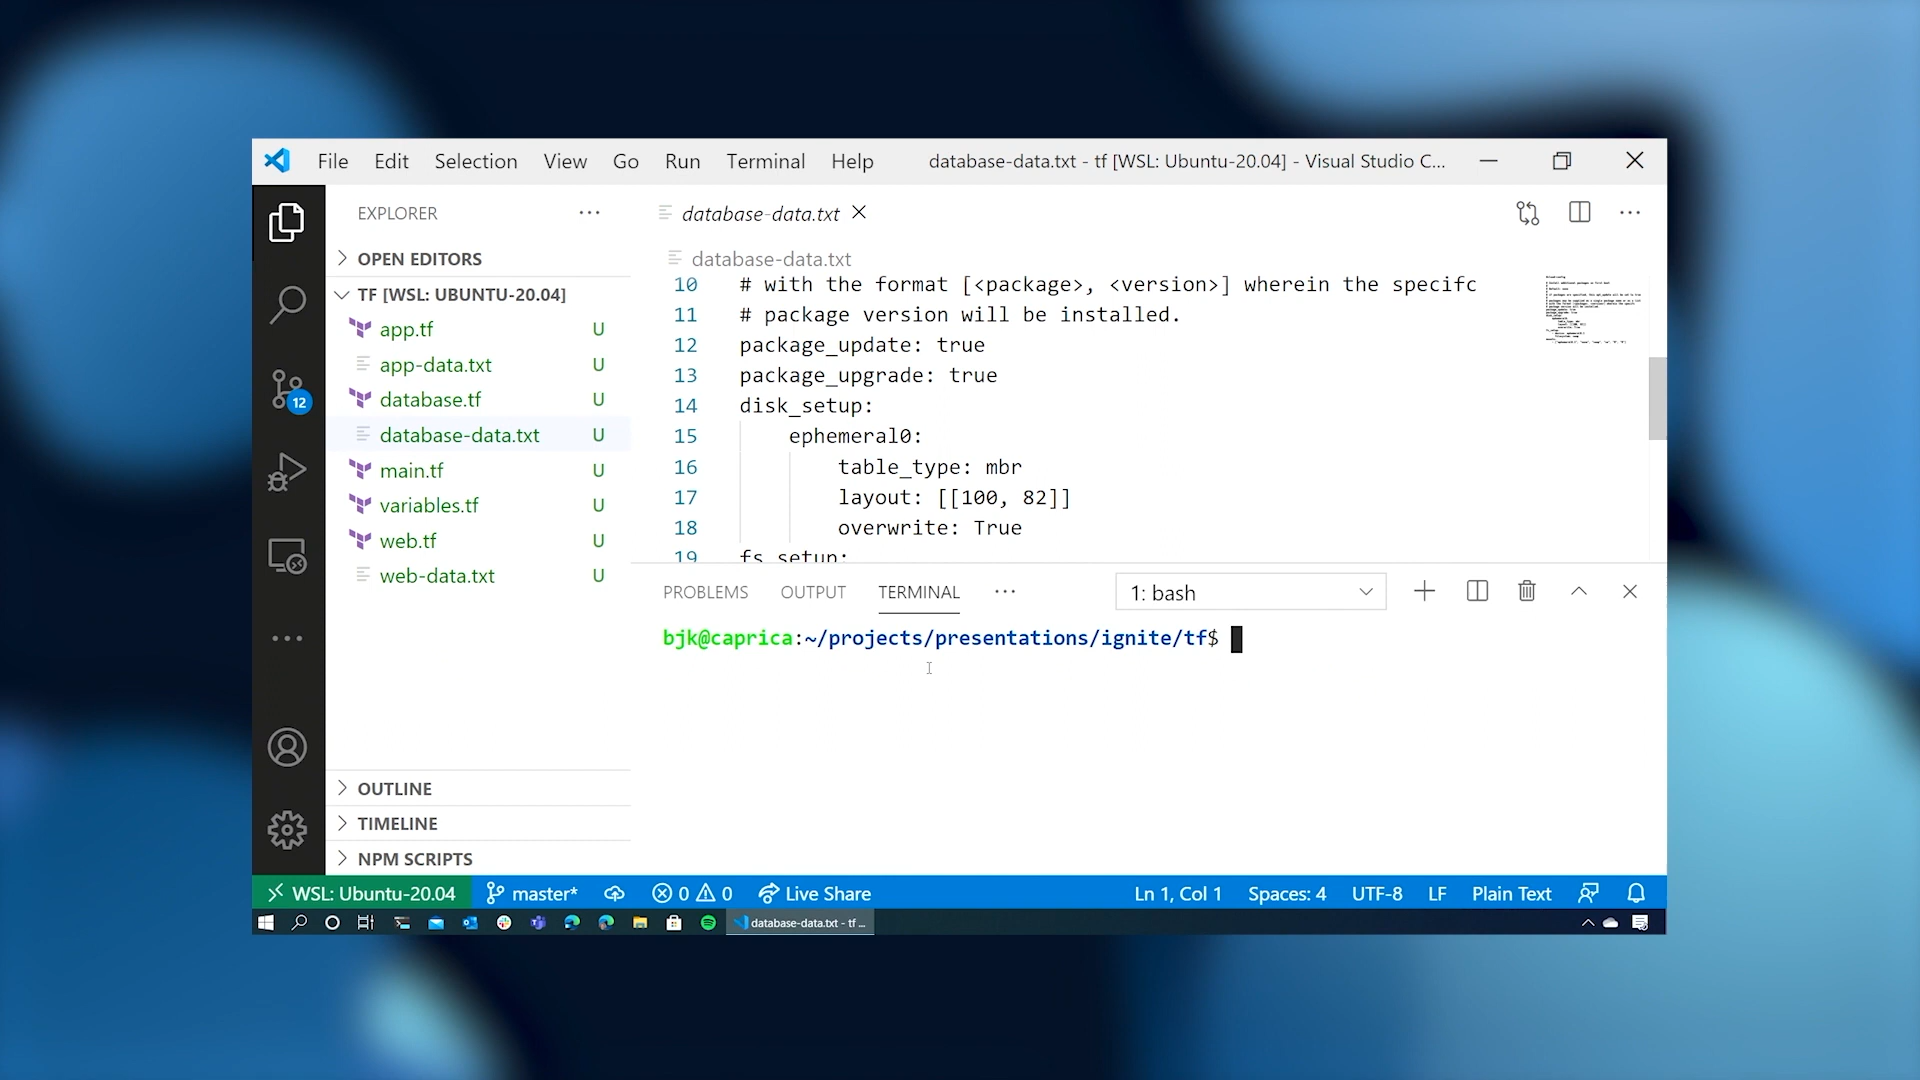 File Edit Selection View Go Run Terminal Help database-data.txt - tf [WSL: Ubuntu-20.04] - Visual Studio C...
EXPLORER
OPEN EDITORS
TF [WSL: UBUNTU-20.04]
app.tf U
app-data.txt U
database.tf U
database-data.txt U
main.tf U
variables.tf U
web.tf U
web-data.txt U
OUTLINE
TIMELINE
NPM SCRIPTS
12
database-data.txt
database-data.txt
10 # with the format [<package>, <version>] wherein the specifc
11 # package version will be installed.
12 package_update: true
13 package_upgrade: true
14 disk_setup:
15 ephemeral0:
16 table_type: mbr
17 layout: [[100, 82]]
18 overwrite: True
19 fs_setup:
PROBLEMS OUTPUT TERMINAL 1: bash
bjk@caprica:~/projects/presentations/ignite/tf$
WSL: Ubuntu-20.04 master* 0 0 Live Share Ln 1, Col 1 Spaces: 4 UTF-8 LF Plain Text
database-data.txt - tf ...